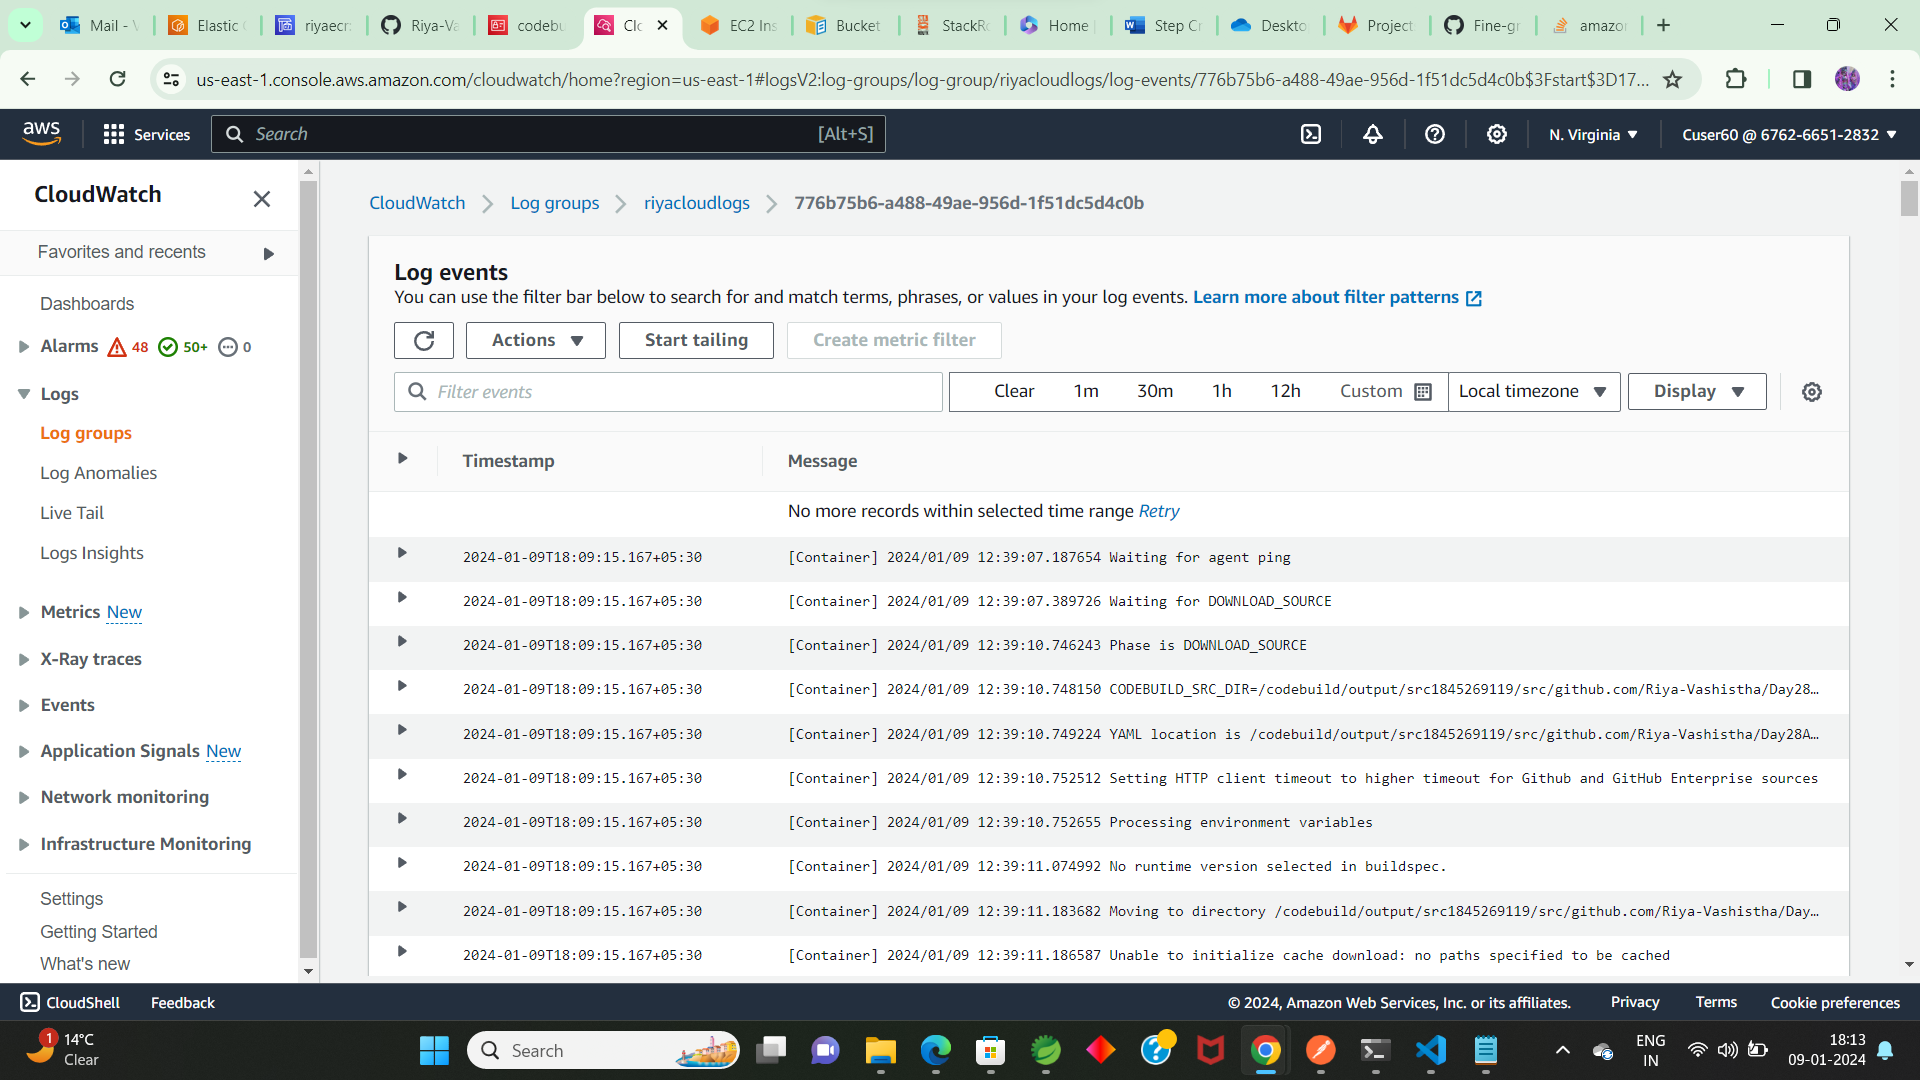 Mail - V
Elastic C
riyaecr
Riya-Va
codebu
Clo
EC2 Ins
Bucket
StackRo
Home |
Step Cr
Deskto
Project
Fine-gr
amazon
us-east-1.console.aws.amazon.com/cloudwatch/home?region=us-east-1#logsV2:log-groups/log-group/riyacloudlogs/log-events/776b75b6-a488-49ae-956d-1f51dc5d4c0b$3Fstart$3D17...
aws
Services
Search
[Alt+S]
N. Virginia
Cuser60 @ 6762-6651-2832
CloudWatch
Favorites and recents
Dashboards
Alarms 48 50+ 0
Logs
Log groups
Log Anomalies
Live Tail
Logs Insights
Metrics New
X-Ray traces
Events
Application Signals New
Network monitoring
Infrastructure Monitoring
Settings
Getting Started
What's new
CloudWatch
Log groups
riyacloudlogs
776b75b6-a488-49ae-956d-1f51dc5d4c0b
Log events
You can use the filter bar below to search for and match terms, phrases, or values in your log events. Learn more about filter patterns
Actions
Start tailing
Create metric filter
Filter events
Clear 1m 30m 1h 12h Custom
Local timezone
Display
Timestamp Message
No more records within selected time range Retry
2024-01-09T18:09:15.167+05:30 [Container] 2024/01/09 12:39:07.187654 Waiting for agent ping
2024-01-09T18:09:15.167+05:30 [Container] 2024/01/09 12:39:07.389726 Waiting for DOWNLOAD_SOURCE
2024-01-09T18:09:15.167+05:30 [Container] 2024/01/09 12:39:10.746243 Phase is DOWNLOAD_SOURCE
2024-01-09T18:09:15.167+05:30 [Container] 2024/01/09 12:39:10.748150 CODEBUILD_SRC_DIR=/codebuild/output/src1845269119/src/github.com/Riya-Vashistha/Day28...
2024-01-09T18:09:15.167+05:30 [Container] 2024/01/09 12:39:10.749224 YAML location is /codebuild/output/src1845269119/src/github.com/Riya-Vashistha/Day28A...
2024-01-09T18:09:15.167+05:30 [Container] 2024/01/09 12:39:10.752512 Setting HTTP client timeout to higher timeout for Github and GitHub Enterprise sources
2024-01-09T18:09:15.167+05:30 [Container] 2024/01/09 12:39:10.752655 Processing environment variables
2024-01-09T18:09:15.167+05:30 [Container] 2024/01/09 12:39:11.074992 No runtime version selected in buildspec.
2024-01-09T18:09:15.167+05:30 [Container] 2024/01/09 12:39:11.183682 Moving to directory /codebuild/output/src1845269119/src/github.com/Riya-Vashistha/Day...
2024-01-09T18:09:15.167+05:30 [Container] 2024/01/09 12:39:11.186587 Unable to initialize cache download: no paths specified to be cached
CloudShell
Feedback
© 2024, Amazon Web Services, Inc. or its affiliates.
Privacy
Terms
Cookie preferences
1
14°C
Clear
Search
ENG
IN
18:13
09-01-2024